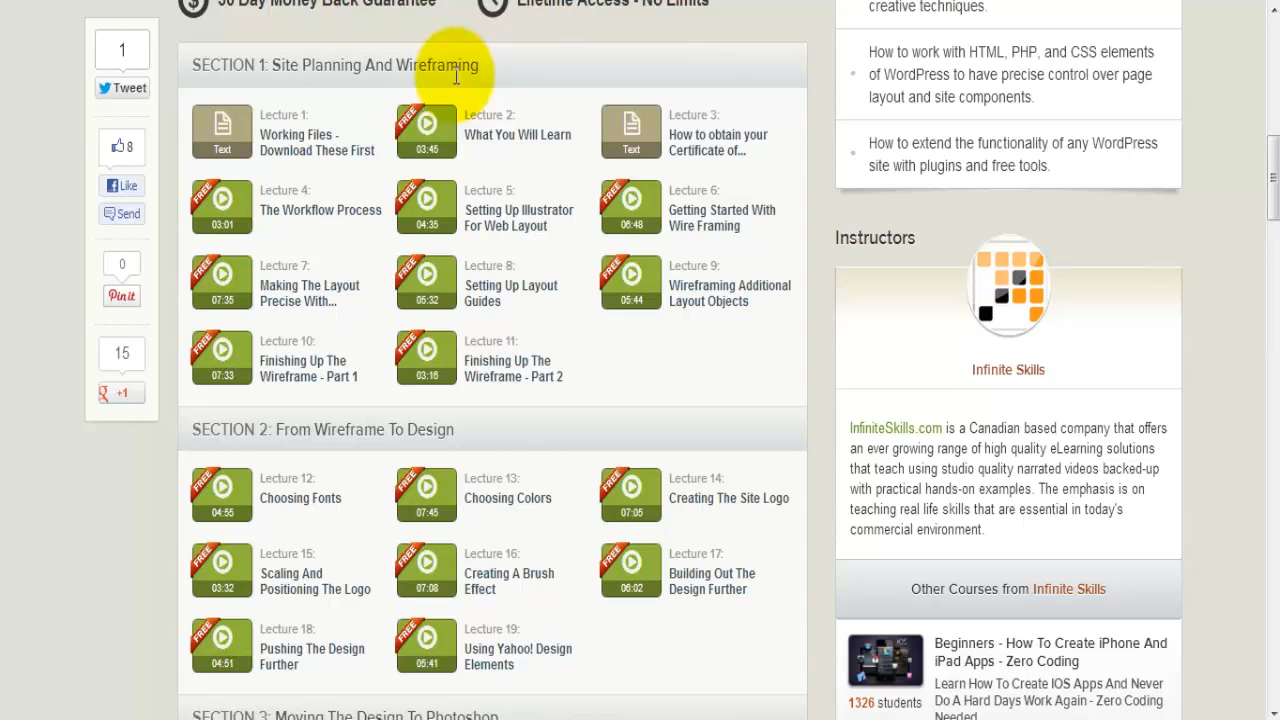 30 Day Money Back Guarantee
Lifetime Access - No Limits
1
Tweet
8
Like
Send
0
Pin it
15
+1
SECTION 1: Site Planning And Wireframing
Text
Lecture 1:
Working Files -
Download These First
FREE
03:45
Lecture 2:
What You Will Learn
Text
Lecture 3:
How to obtain your
Certificate of...
FREE
03:01
Lecture 4:
The Workflow Process
FREE
04:35
Lecture 5:
Setting Up Illustrator
For Web Layout
FREE
06:48
Lecture 6:
Getting Started With
Wire Framing
FREE
07:35
Lecture 7:
Making The Layout
Precise With...
FREE
05:32
Lecture 8:
Setting Up Layout
Guides
FREE
05:44
Lecture 9:
Wireframing Additional
Layout Objects
FREE
07:33
Lecture 10:
Finishing Up The
Wireframe - Part 1
FREE
03:16
Lecture 11:
Finishing Up The
Wireframe - Part 2
SECTION 2: From Wireframe To Design
FREE
04:55
Lecture 12:
Choosing Fonts
FREE
07:45
Lecture 13:
Choosing Colors
FREE
07:05
Lecture 14:
Creating The Site Logo
FREE
03:32
Lecture 15:
Scaling And
Positioning The Logo
FREE
07:08
Lecture 16:
Creating A Brush
Effect
FREE
06:02
Lecture 17:
Building Out The
Design Further
FREE
04:51
Lecture 18:
Pushing The Design
Further
FREE
05:41
Lecture 19:
Using Yahoo! Design
Elements
SECTION 3: Moving The Design To Photoshop
creative techniques.
How to work with HTML, PHP, and CSS elements
of WordPress to have precise control over page
layout and site components.
How to extend the functionality of any WordPress
site with plugins and free tools.
Instructors
Infinite Skills
InfiniteSkills.com is a Canadian based company that offers
an ever growing range of high quality eLearning solutions
that teach using studio quality narrated videos backed-up
with practical hands-on examples. The emphasis is on
teaching real life skills that are essential in today's
commercial environment.
Other Courses from Infinite Skills
1326 students
Beginners - How To Create iPhone And
iPad Apps - Zero Coding
Learn How To Create IOS Apps And Never
Do A Hard Days Work Again - Zero Coding
Needed